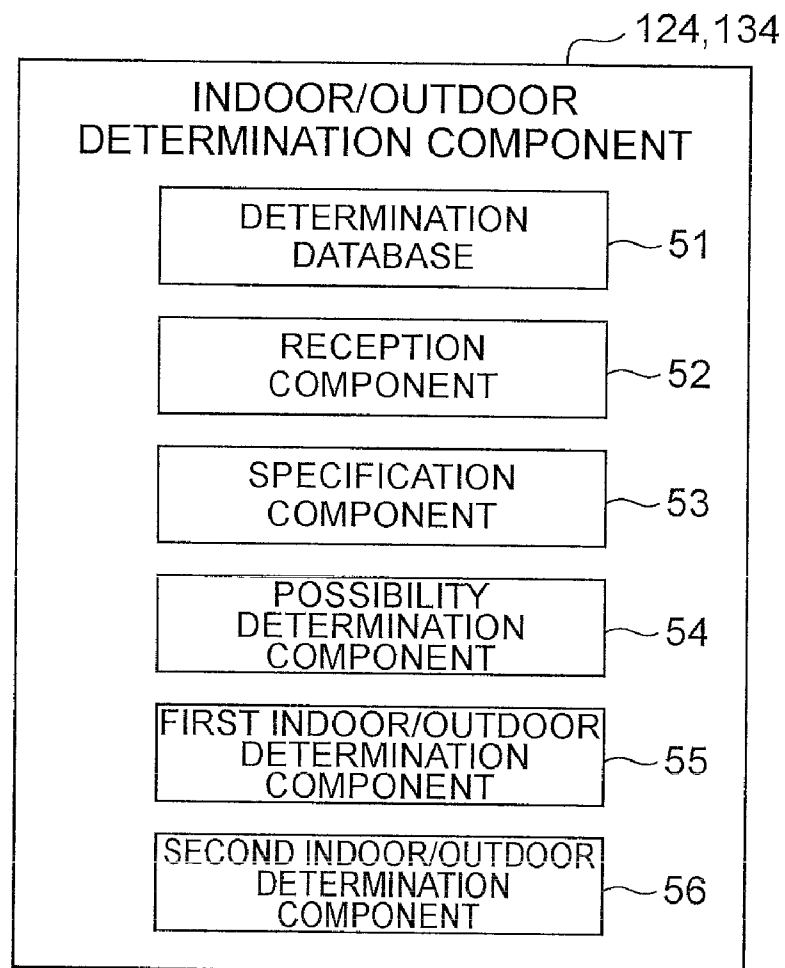 124,134
INDOOR/OUTDOOR
DETERMINATION COMPONENT
DETERMINATION
DATABASE
51
RECEPTION
COMPONENT
52
SPECIFICATION
COMPONENT
53
POSSIBILITY
DETERMINATION
COMPONENT
54
FIRST INDOOR/OUTDOOR
DETERMINATION
COMPONENT
55
SECOND INDOOR/OUTDOOR
DETERMINATION
COMPONENT
56